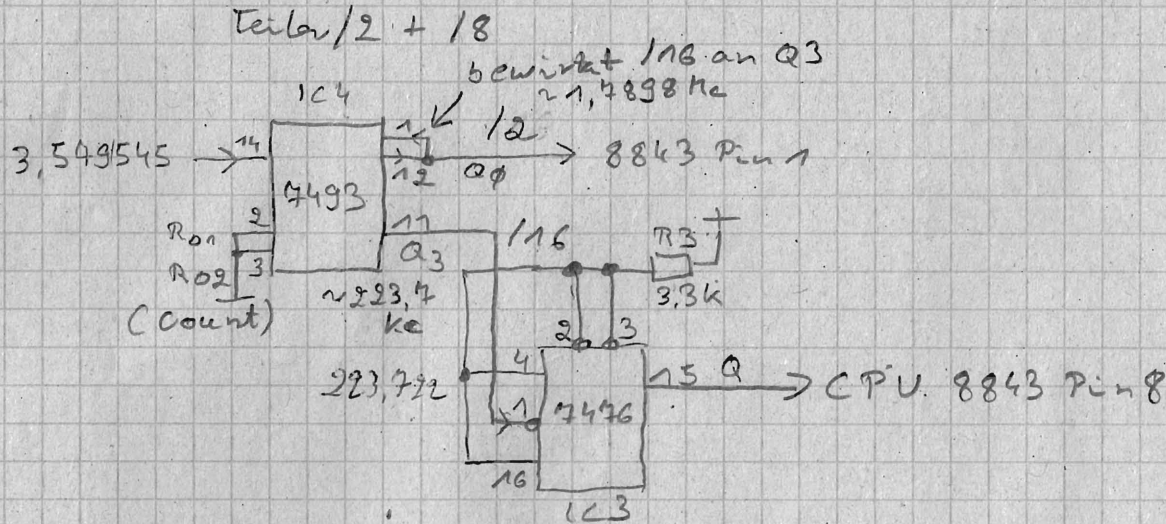 Teiler /2 + /8
bewirkt /16 an Q3
~1,7898 Mc
IC4
14
1
/2
3,549545
12
QØ
8843 Pin 1
7493
2
11
/16
R3
R01
Q3
R02
3
3,3k
(Count)
~223,7
kc
2
3
4
15 Q
CPU 8843 Pin 8
223,722
1
7476
16
IC3